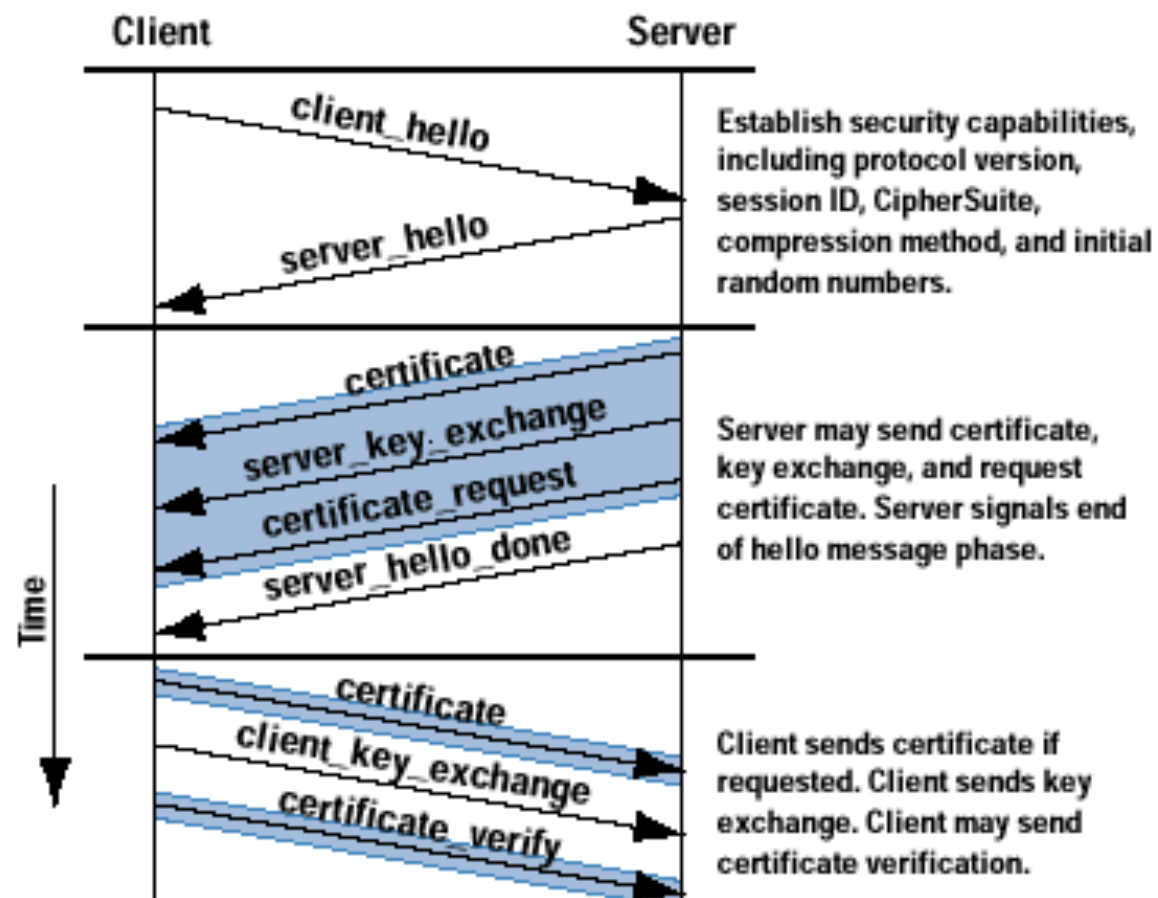 Client
Server
client_hello
Establish security capabilities,
including protocol version,
session ID, CipherSuite,
compression method, and initial
random numbers.
server_hello
certificate
server_key_exchange
certificate_request
server_hello_done
Server may send certificate,
key exchange, and request
certificate. Server signals end
of hello message phase.
Time
certificate
client_key_exchange
certificate_verify
Client sends certificate if
requested. Client sends key
exchange. Client may send
certificate verification.